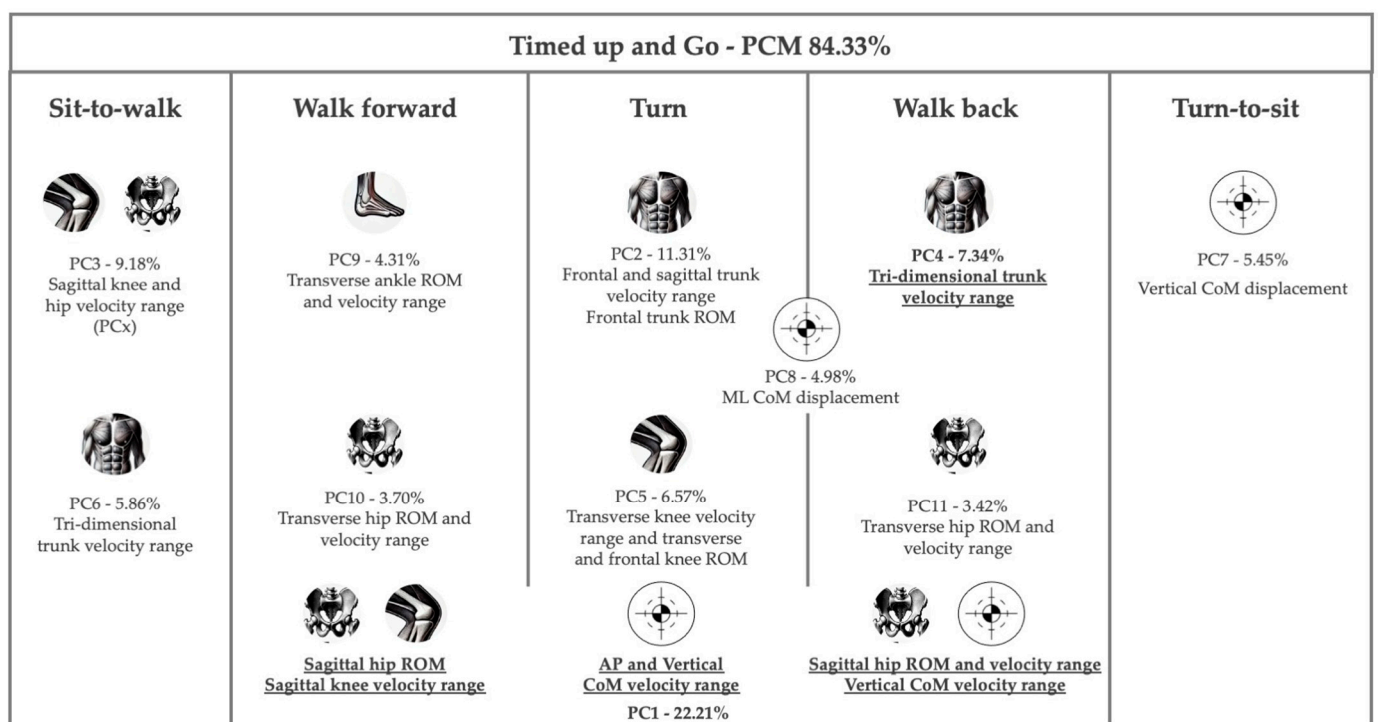 Timed up and Go - PCM 84.33%
Sit-to-walk
PC3 - 9.18%
Sagittal knee and
hip velocity range
(PCx)
PC6 - 5.86%
Tri-dimensional
trunk velocity range
Walk forward
PC9 - 4.31%
Transverse ankle ROM
and velocity range
PC10 - 3.70%
Transverse hip ROM and
velocity range
Sagittal hip ROM
Sagittal knee velocity range
Turn
PC2 - 11.31%
Frontal and sagittal trunk
velocity range
Frontal trunk ROM
PC8 - 4.98%
ML CoM displacement
PC5 - 6.57%
Transverse knee velocity
range and transverse
and frontal knee ROM
AP and Vertical
CoM velocity range
PC1 - 22.21%
Walk back
PC4 - 7.34%
Tri-dimensional trunk
velocity range
PC11 - 3.42%
Transverse hip ROM and
velocity range
Sagittal hip ROM and velocity range
Vertical CoM velocity range
Turn-to-sit
PC7 - 5.45%
Vertical CoM displacement